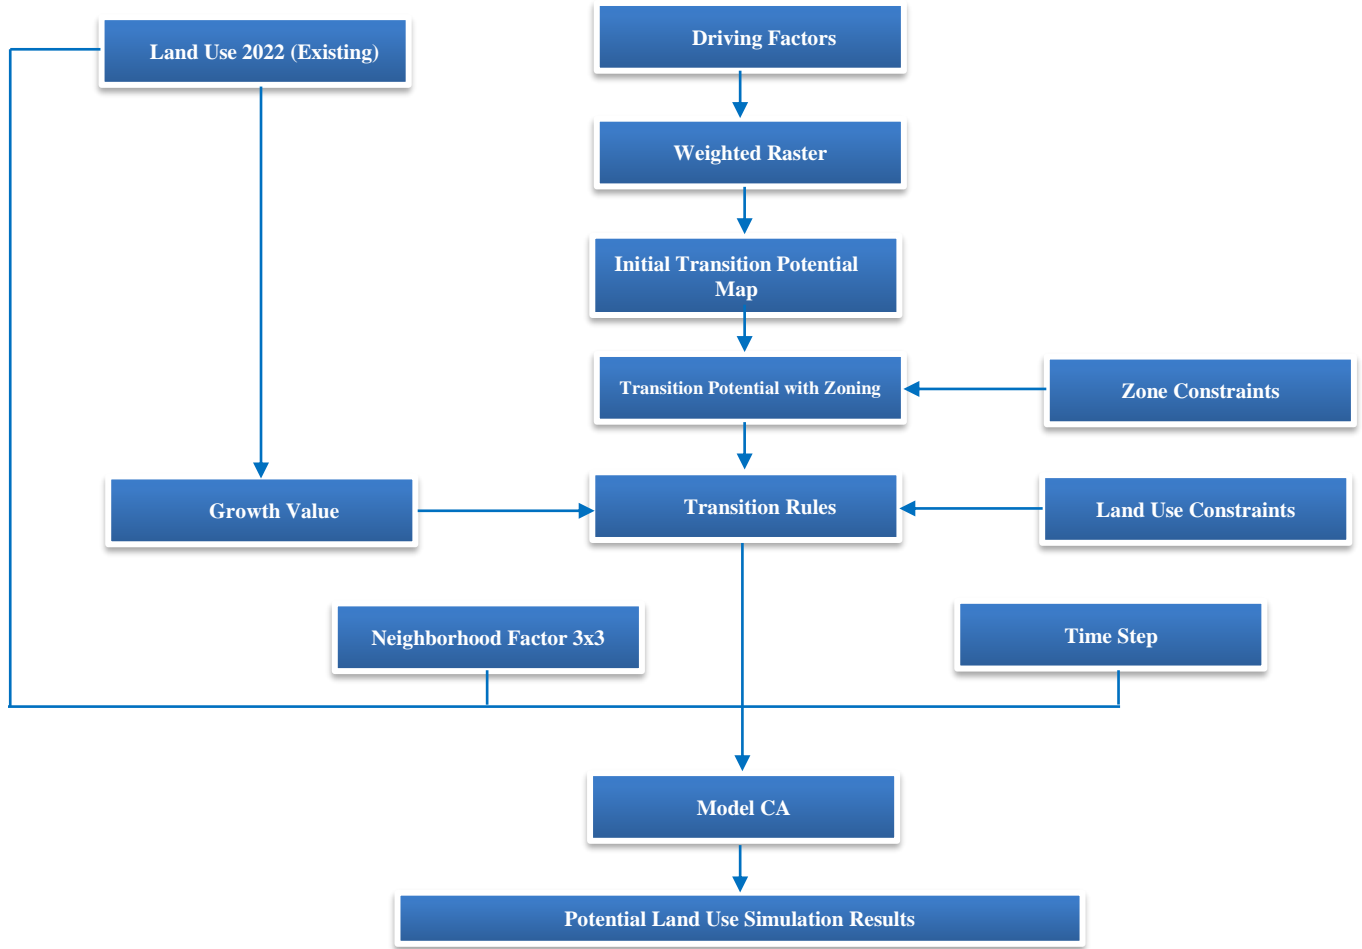 Land Use 2022 (Existing)
Driving Factors
Weighted Raster
Initial Transition Potential
Map
Transition Potential with Zoning
Zone Constraints
Growth Value
Transition Rules
Land Use Constraints
Neighborhood Factor 3x3
Time Step
Model CA
Potential Land Use Simulation Results